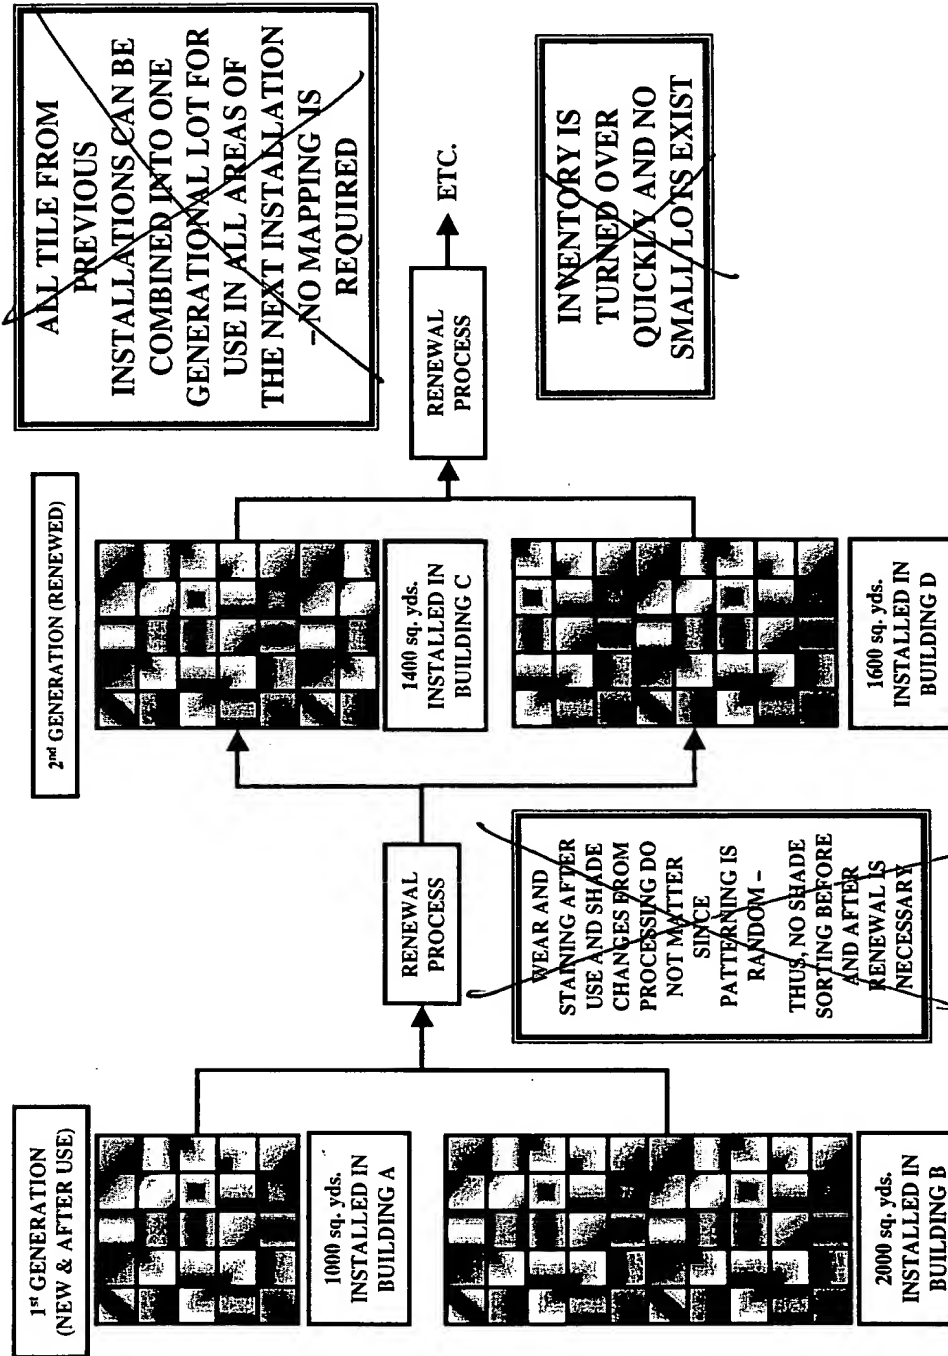 1st GENERATION
(NEW & AFTER USE)
1000 sq. yds.
INSTALLED IN
BUILDING A
2000 sq. yds.
INSTALLED IN
BUILDING B
RENEWAL
PROCESS
WEAR AND
STAINING AFTER
USE AND SHADE
CHANGES FROM
PROCESSING DO
NOT MATTER
SINCE
PATTERNING IS
RANDOM –
THUS, NO SHADE
SORTING BEFORE
AND AFTER
RENEWAL IS
NECESSARY
2nd GENERATION (RENEWED)
1400 sq. yds.
INSTALLED IN
BUILDING C
1600 sq. yds.
INSTALLED IN
BUILDING D
RENEWAL
PROCESS
ETC.
ALL TILE FROM
PREVIOUS
INSTALLATIONS CAN BE
COMBINED INTO ONE
GENERATIONAL LOT FOR
USE IN ALL AREAS OF
THE NEXT INSTALLATION
– NO MAPPING IS
REQUIRED
INVENTORY IS
TURNED OVER
QUICKLY AND NO
SMALL LOTS EXIST